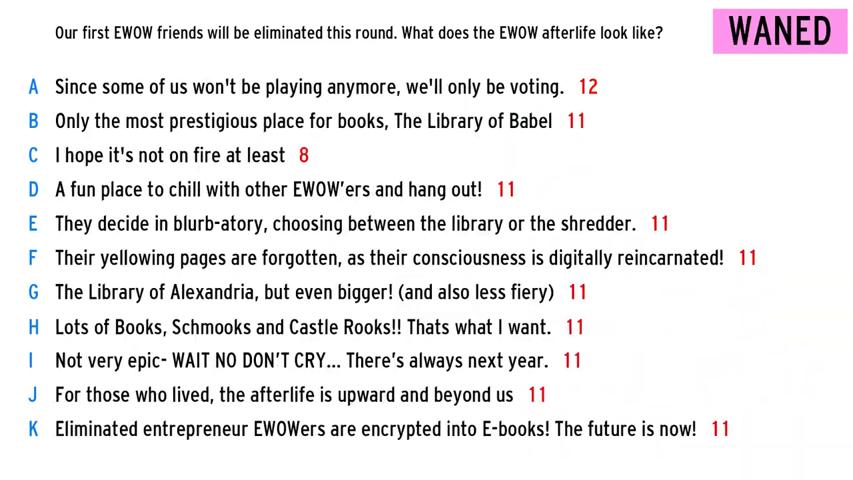 Our first EWOW friends will be eliminated this round. What does the EWOW afterlife look like?
WANED
A Since some of us won't be playing anymore, we'll only be voting. 12
B Only the most prestigious place for books, The Library of Babel 11
C I hope it's not on fire at least 8
D A fun place to chill with other EWOW’ers and hang out! 11
E They decide in blurb-atory, choosing between the library or the shredder. 11
F Their yellowing pages are forgotten, as their consciousness is digitally reincarnated! 11
G The Library of Alexandria, but even bigger! (and also less fiery) 11
H Lots of Books, Schmooks and Castle Rooks!! Thats what I want. 11
I Not very epic- WAIT NO DON’T CRY... There’s always next year. 11
J For those who lived, the afterlife is upward and beyond us 11
K Eliminated entrepreneur EWOWers are encrypted into E-books! The future is now! 11